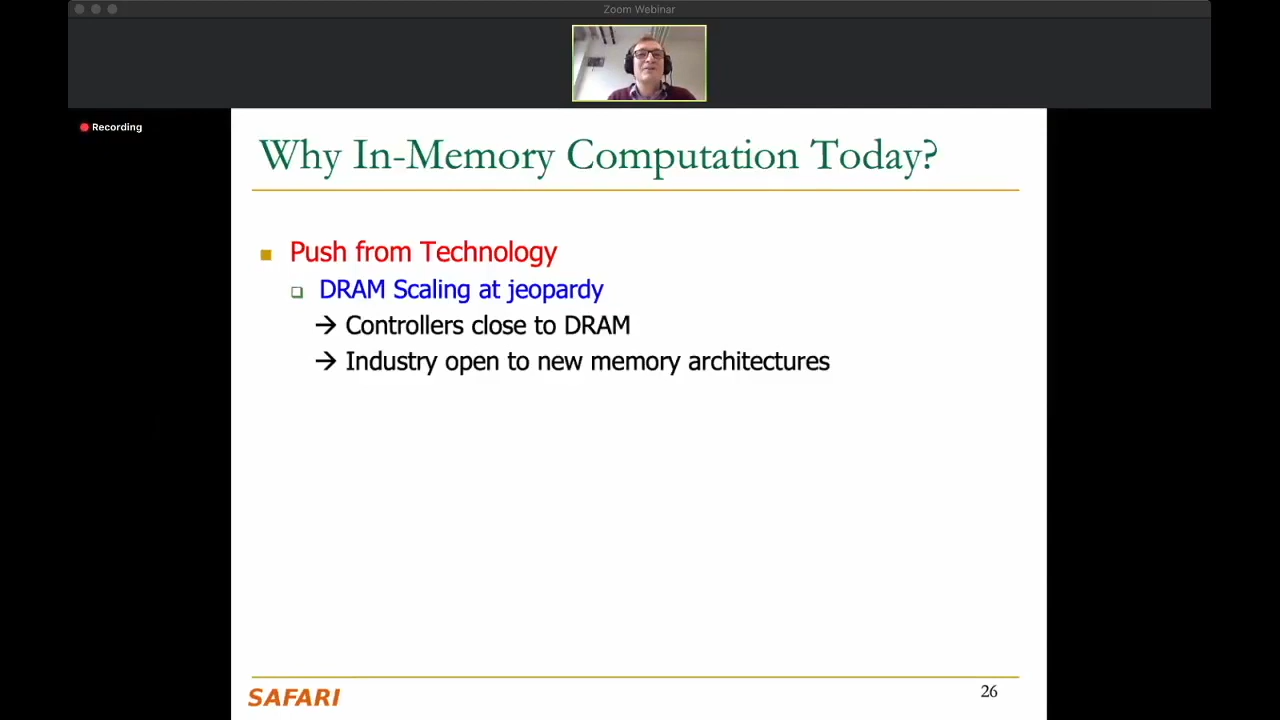 Zoom Webinar
Recording
Why In-Memory Computation Today?
Push from Technology
DRAM Scaling at jeopardy
→ Controllers close to DRAM
→ Industry open to new memory architectures
SAFARI
26